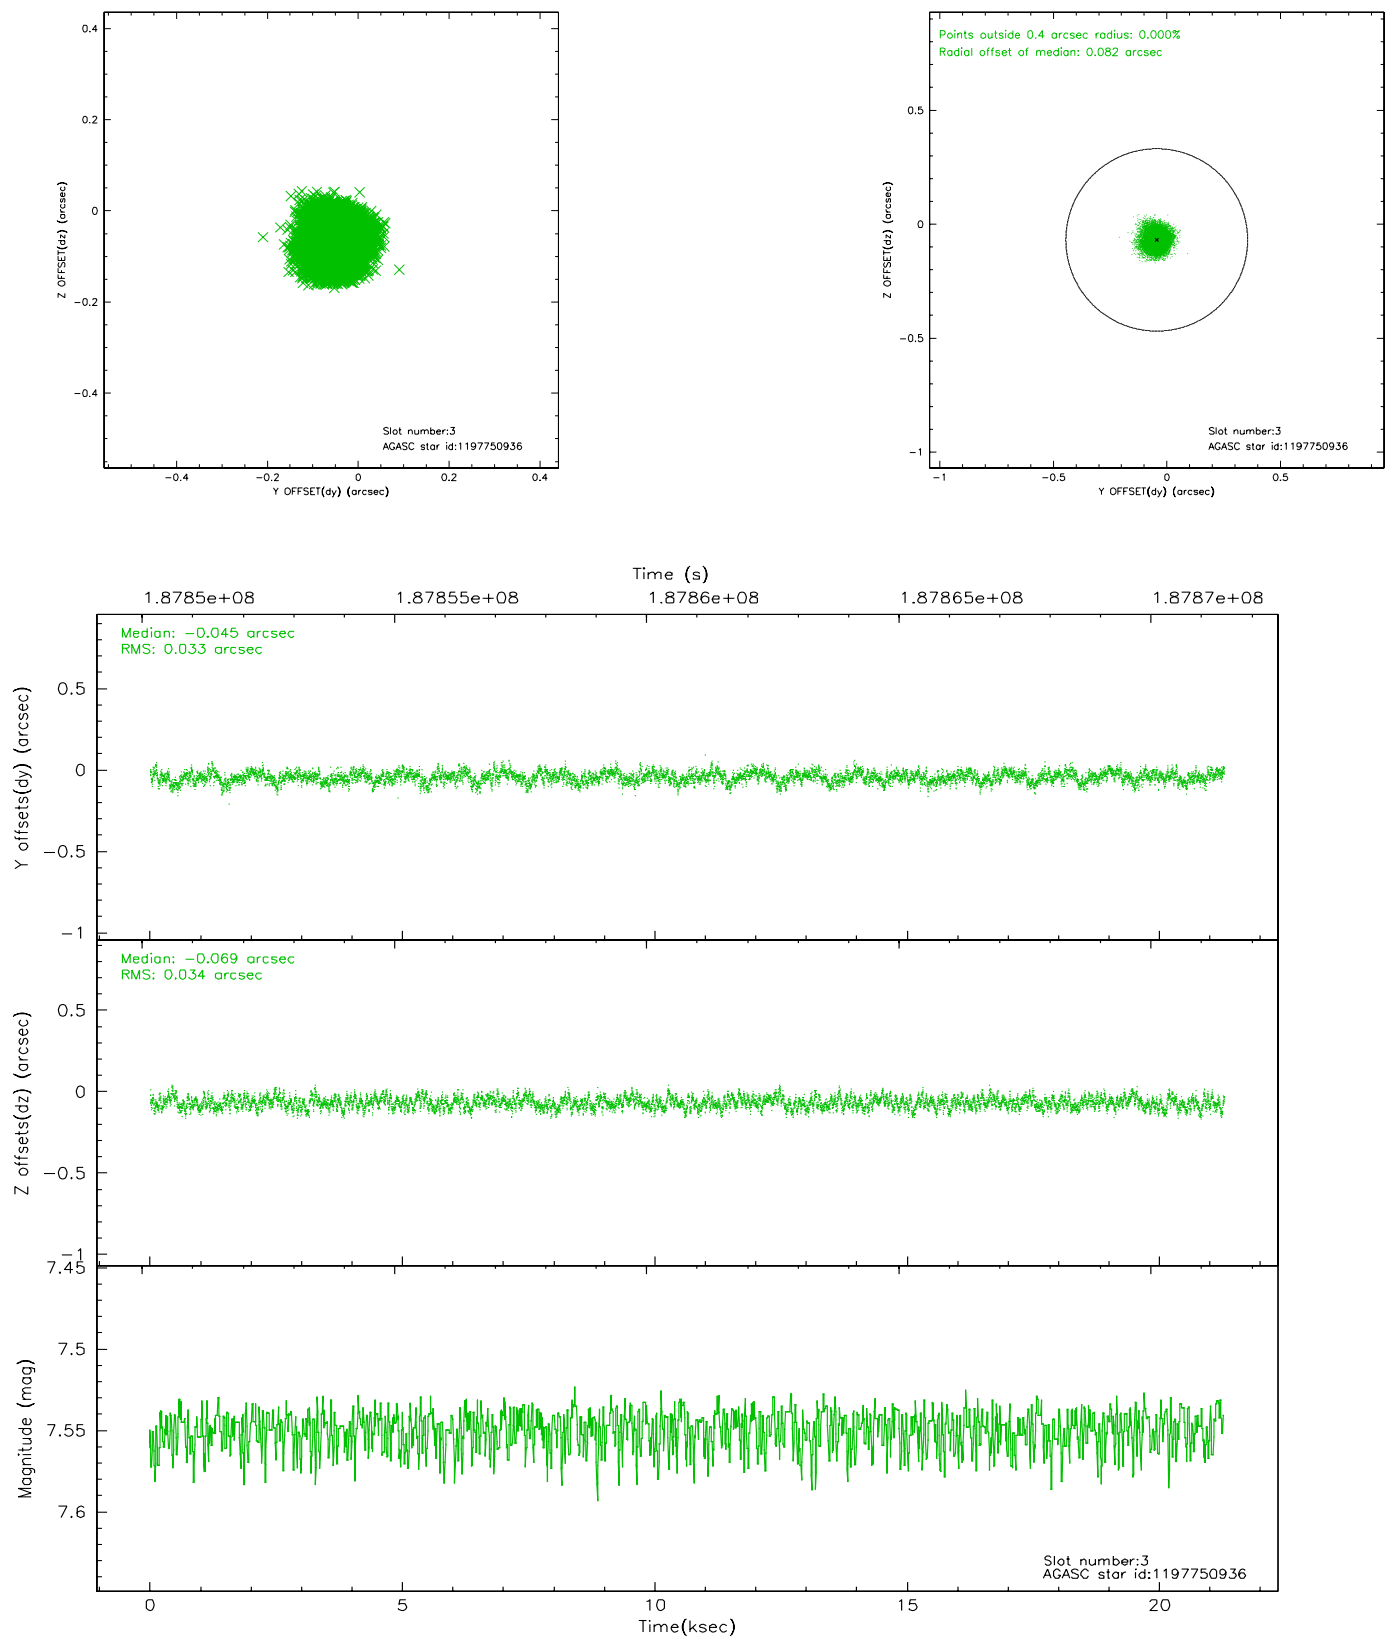 0.4
0.2
0
−0.2
−0.4
Z OFFSET(dz) (arcsec)
Slot number:3
AGASC star id:1197750936
−0.4
−0.2
0
0.2
0.4
Y OFFSET(dy) (arcsec)
Points outside 0.4 arcsec radius: 0.000%
Radial offset of median: 0.082 arcsec
0.5
0
−0.5
−1
Z OFFSET(dz) (arcsec)
Slot number:3
AGASC star id:1197750936
−1
−0.5
0
0.5
Y OFFSET(dy) (arcsec)
Time (s)
1.8785e+08
1.87855e+08
1.8786e+08
1.87865e+08
1.8787e+08
Median: −0.045 arcsec
RMS: 0.033 arcsec
0.5
0
−0.5
−1
Y offsets(dy) (arcsec)
Median: −0.069 arcsec
RMS: 0.034 arcsec
0.5
0
−0.5
−1
Z offsets(dz) (arcsec)
7.45
7.5
7.55
7.6
Magnitude (mag)
Slot number:3
AGASC star id:1197750936
0
5
10
15
20
Time(ksec)